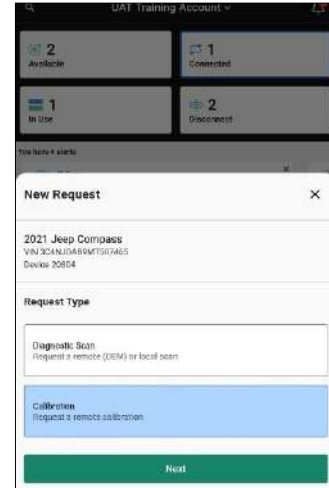 UAT Training Account
2
Available
1
Connected
1
In Use
2
Disconnect
You have 4 alerts
New Request
2021 Jeep Compass
Device 20804
Request Type
Diagnostic Scan
Request a remote (OEM) or local scan
Calibration
Request a remote calibration
Next